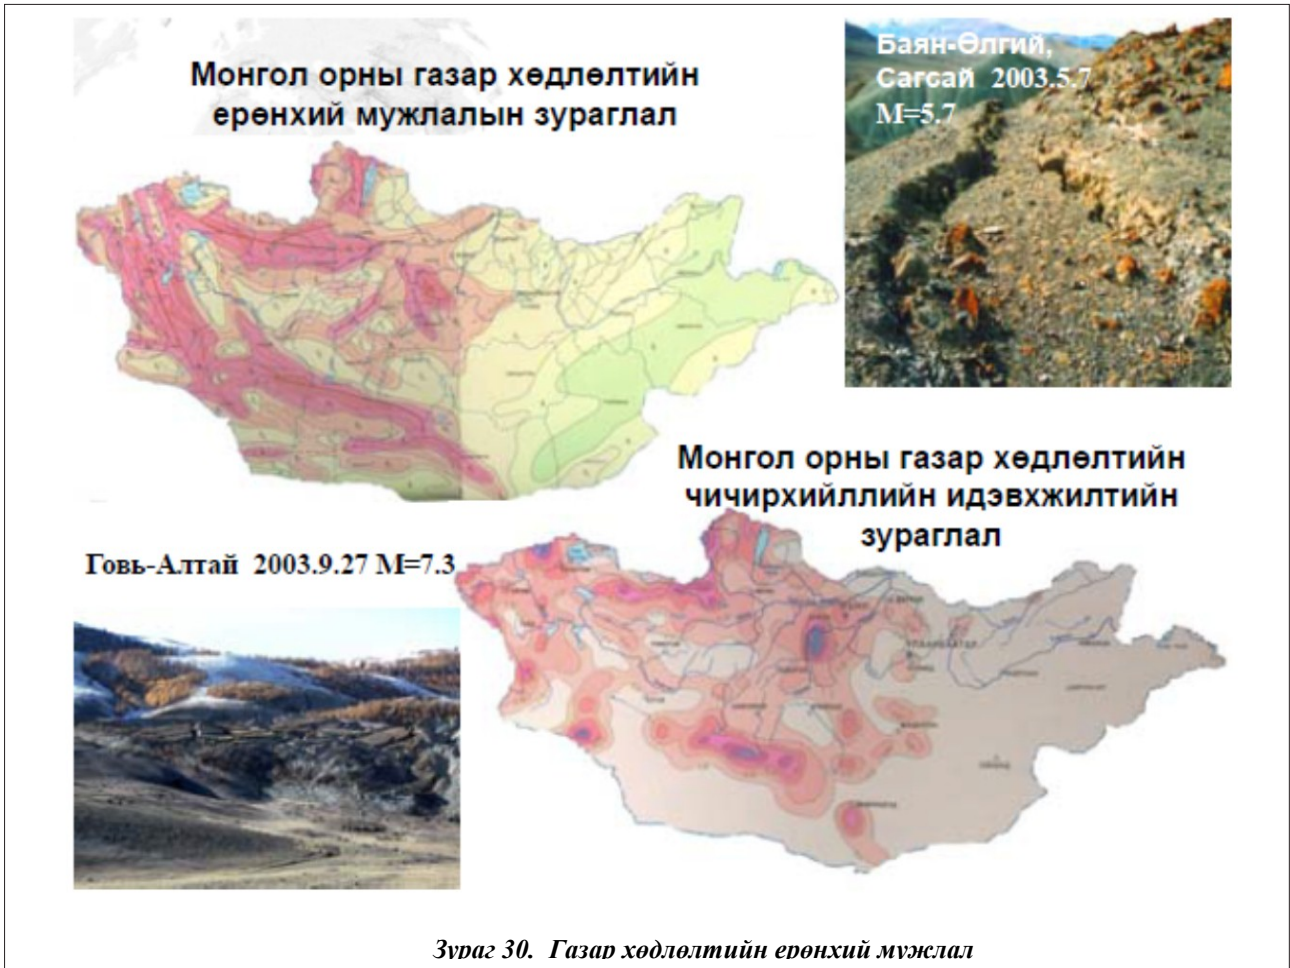 Монгол орны газар хөдлөлтийн
ерөнхий мужлалын зураглал
Баян-Өлгий,
Сагсай 2003.5.7
М=5.7
Монгол орны газар хөдлөлтийн
чичирхийллийн идэвхжилтийн
зураглал
Говь-Алтай 2003.9.27 М=7.3
УЛААНБААТАР
Зураг 30. Газар хөдлөлтийн ерөнхий мужлал